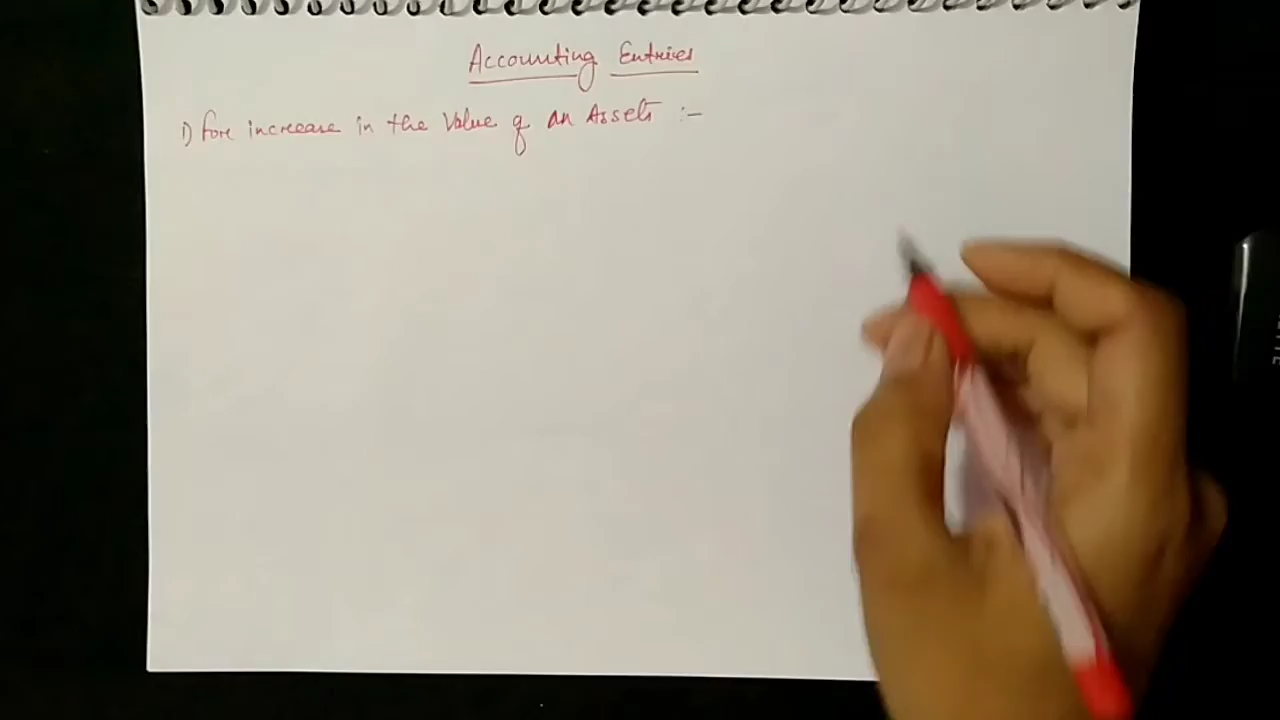 Accounting Entries
1) For increase in the Value of an Assets :-